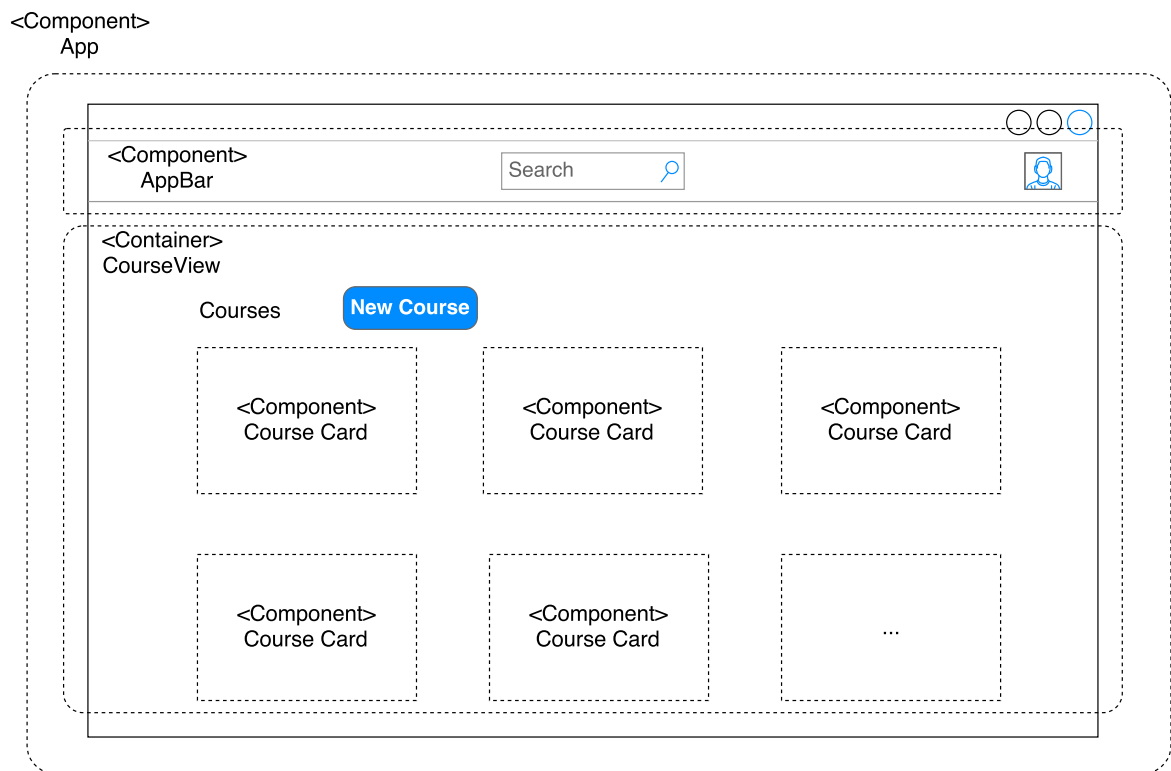 <Component>
App
<Component>
AppBar
Search
<Container>
CourseView
Courses
New Course
<Component>
Course Card
<Component>
Course Card
<Component>
Course Card
<Component>
Course Card
<Component>
Course Card
...